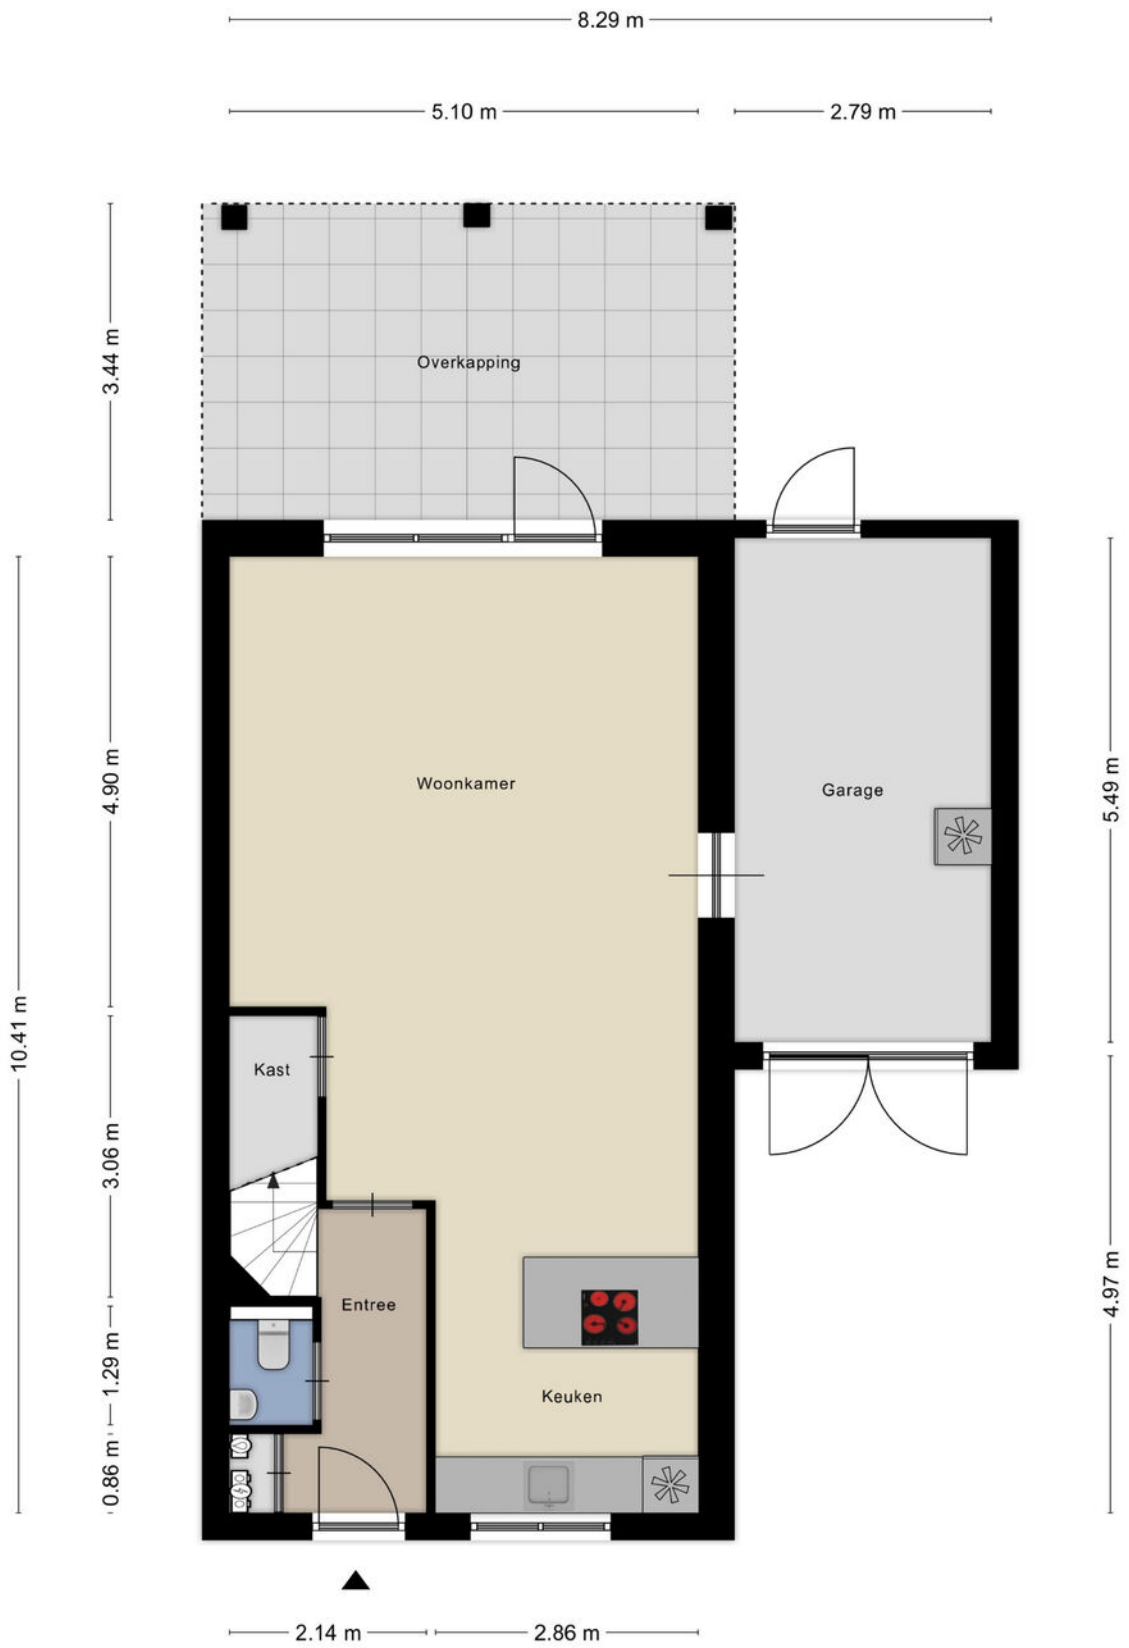 8.29 m
5.10 m
2.79 m
3.44 m
Overkapping
4.90 m
Woonkamer
Garage
5.49 m
10.41 m
Kast
3.06 m
Entree
4.97 m
1.29 m
Keuken
0.86 m
2.14 m
2.86 m